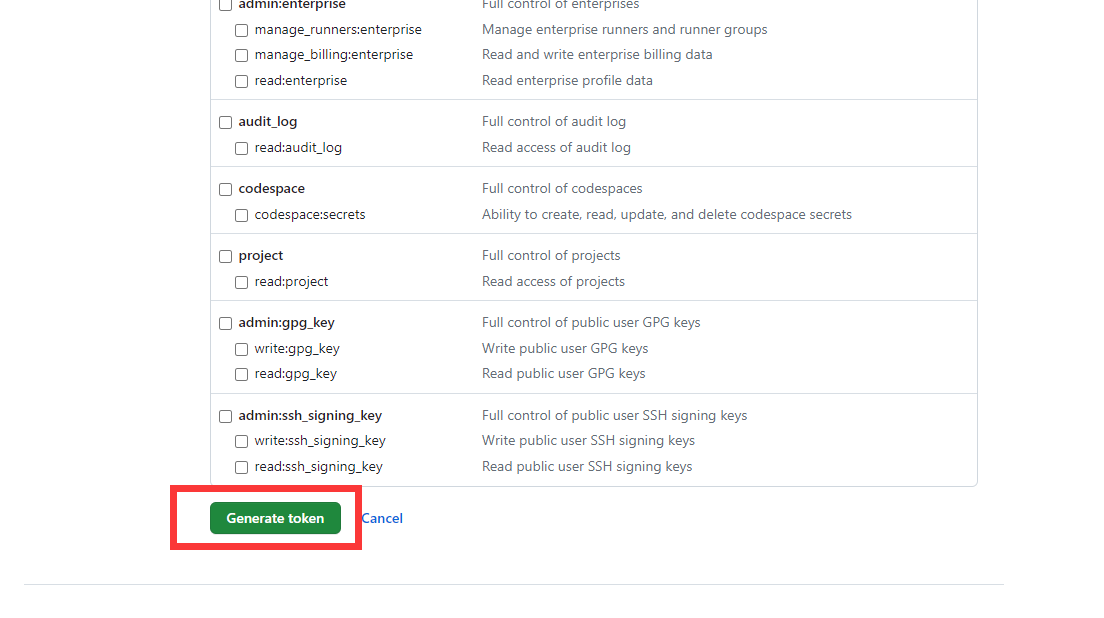 admin:enterprise Full control of enterprises
manage_runners:enterprise Manage enterprise runners and runner groups
manage_billing:enterprise Read and write enterprise billing data
read:enterprise Read enterprise profile data
audit_log Full control of audit log
read:audit_log Read access of audit log
codespace Full control of codespaces
codespace:secrets Ability to create, read, update, and delete codespace secrets
project Full control of projects
read:project Read access of projects
admin:gpg_key Full control of public user GPG keys
write:gpg_key Write public user GPG keys
read:gpg_key Read public user GPG keys
admin:ssh_signing_key Full control of public user SSH signing keys
write:ssh_signing_key Write public user SSH signing keys
read:ssh_signing_key Read public user SSH signing keys
Generate token Cancel